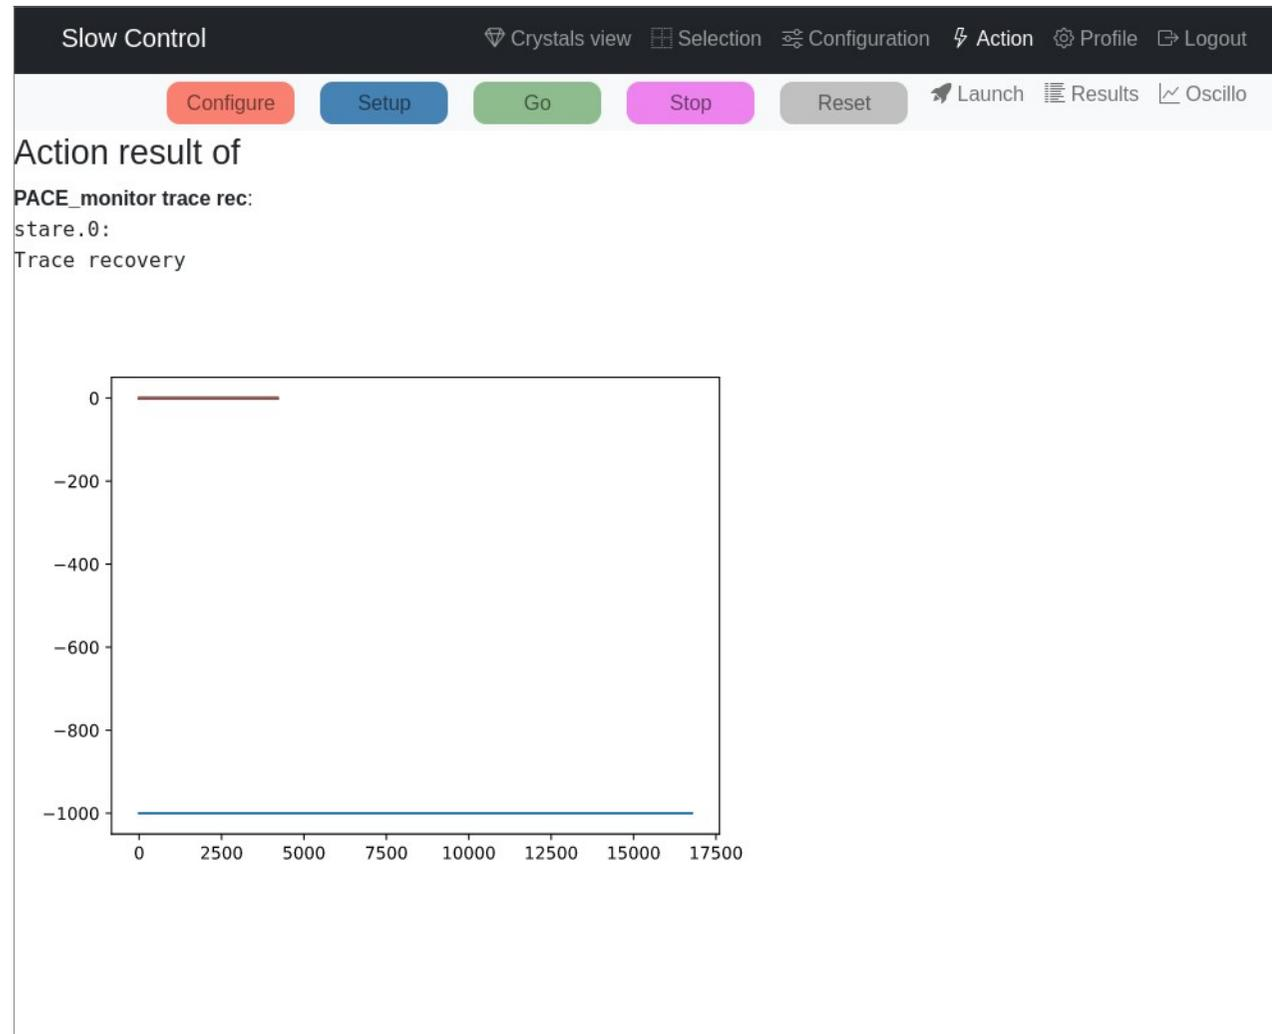 Slow Control Crystals view Selection Configuration Action Profile Logout
Configure Setup Go Stop Reset Launch Results Oscillo
Action result of
PACE_monitor trace rec:
stare.0:
Trace recovery
0
−200
−400
−600
−800
−1000
0 2500 5000 7500 10000 12500 15000 17500